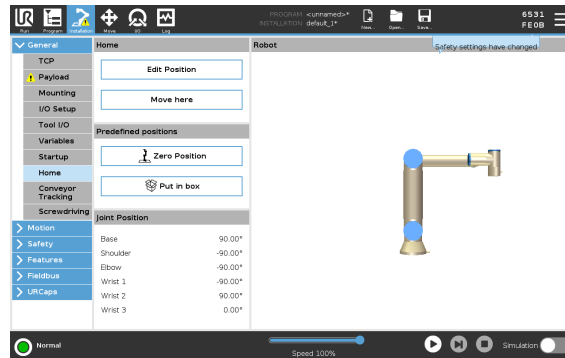 UR
Run
Program
Installation
Move
I/O
Log
PROGRAM <unnamed>*
INSTALLATION default_1*
New...
Open...
Save...
6531
FE0B
General
TCP
Payload
Mounting
I/O Setup
Tool I/O
Variables
Startup
Home
Conveyor
Tracking
Screwdriving
Motion
Safety
Features
Fieldbus
URCaps
Home
Edit Position
Move here
Predefined positions
Zero Position
Put in box
Joint Position
Base 90.00°
Shoulder -90.00°
Elbow -90.00°
Wrist 1 -90.00°
Wrist 2 90.00°
Wrist 3 0.00°
Robot
Safety settings have changed
Normal
Speed 100%
Simulation